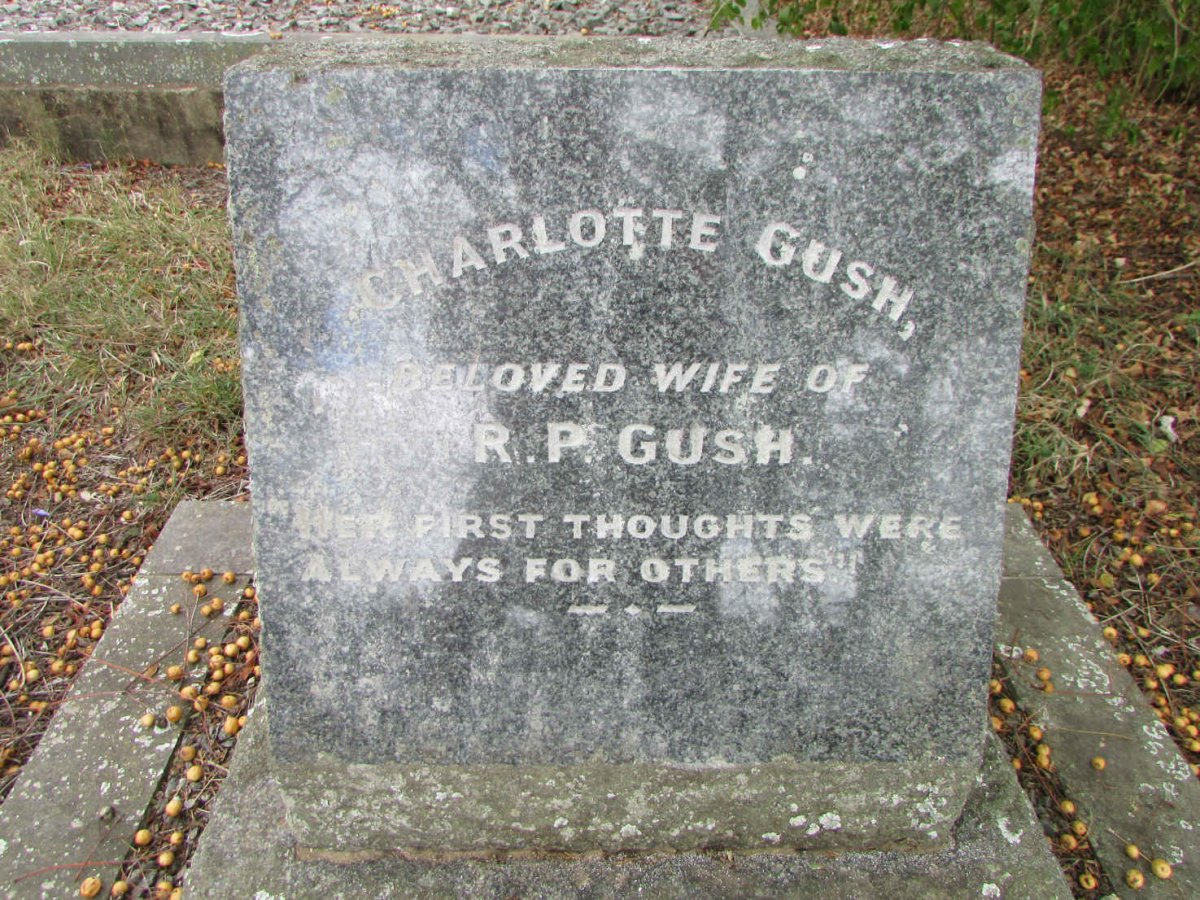 CHARLOTTE GUSH,
BELOVED WIFE OF
R. P. GUSH.
"HER FIRST THOUGHTS WERE
ALWAYS FOR OTHERS."